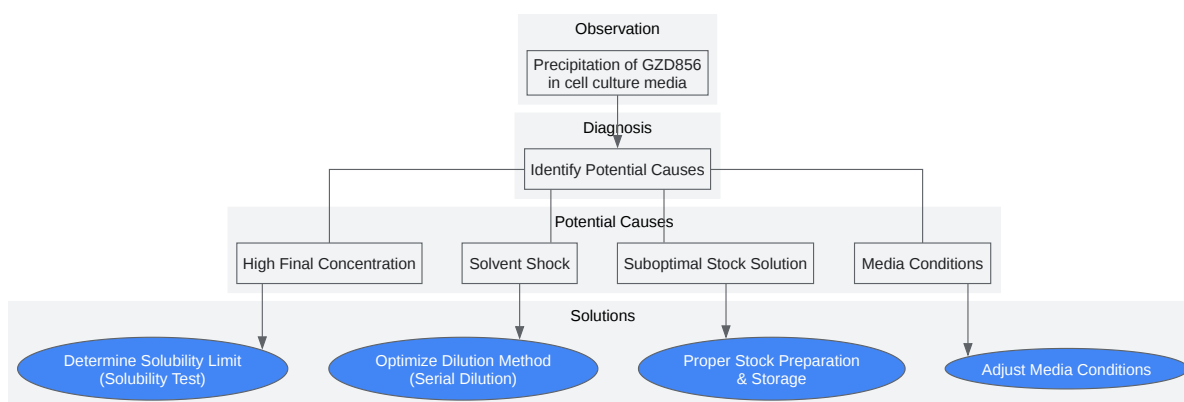 Observation
Precipitation of GZD856
in cell culture media
Diagnosis
Identify Potential Causes
Potential Causes
High Final Concentration
Solvent Shock
Suboptimal Stock Solution
Media Conditions
Solutions
Determine Solubility Limit
(Solubility Test)
Optimize Dilution Method
(Serial Dilution)
Proper Stock Preparation
& Storage
Adjust Media Conditions